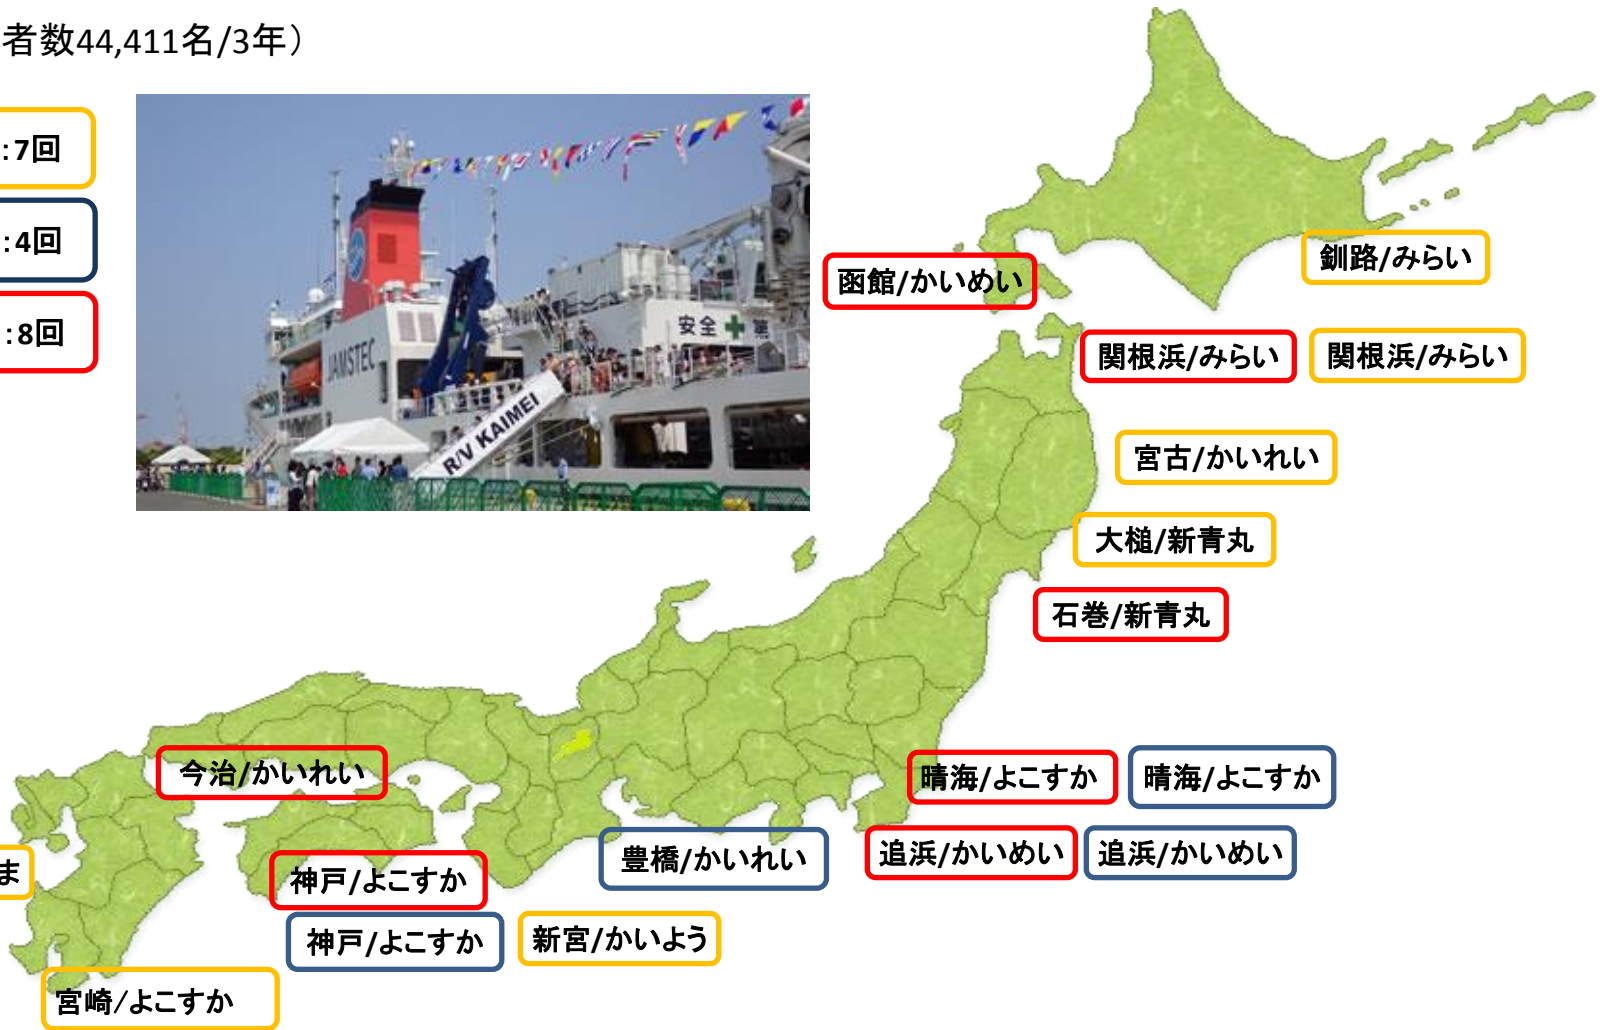 者数44,411名/3年）
：7回
：4回
：8回
JAMSTEC
R/V KAIMEI
安全 第
函館/かいめい
釧路/みらい
関根浜/みらい
関根浜/みらい
宮古/かいれい
大槌/新青丸
石巻/新青丸
今治/かいれい
晴海/よこすか
晴海/よこすか
豊橋/かいれい
追浜/かいめい
追浜/かいめい
ま
神戸/よこすか
神戸/よこすか
新宮/かいよう
宮崎/よこすか